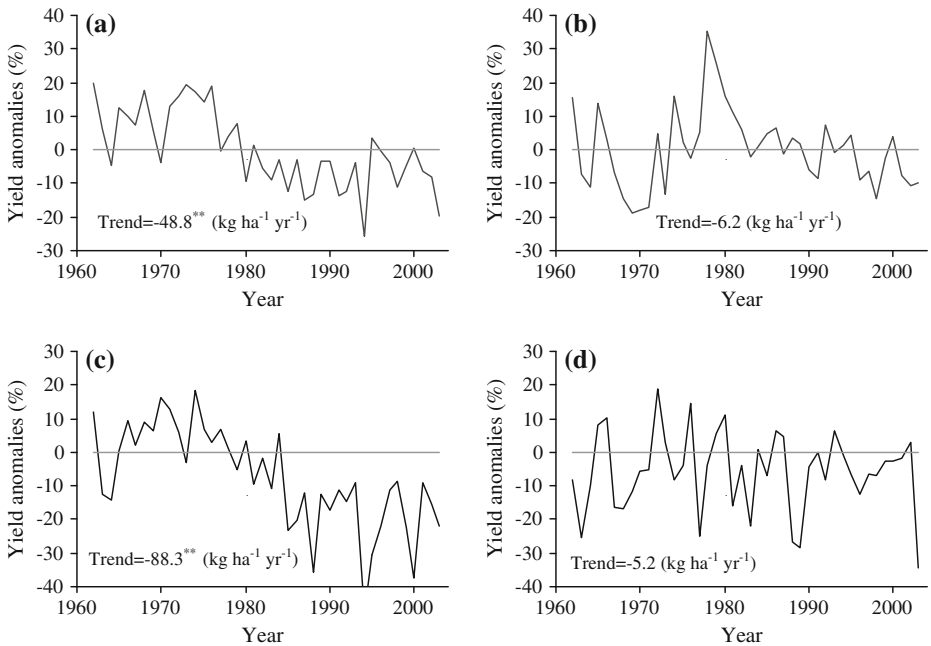 (a)
Yield anomalies (%)
40
30
20
10
0
-10
-20
-30
Trend=-48.8** (kg ha-1 yr-1)
1960 1970 1980 1990 2000
Year
(b)
Yield anomalies (%)
40
30
20
10
0
-10
-20
-30
Trend=-6.2 (kg ha-1 yr-1)
1960 1970 1980 1990 2000
Year
(c)
Yield anomalies (%)
30
20
10
0
-10
-20
-30
-40
Trend=-88.3** (kg ha-1 yr-1)
1960 1970 1980 1990 2000
Year
(d)
Yield anomalies (%)
30
20
10
0
-10
-20
-30
-40
Trend=-5.2 (kg ha-1 yr-1)
1960 1970 1980 1990 2000
Year